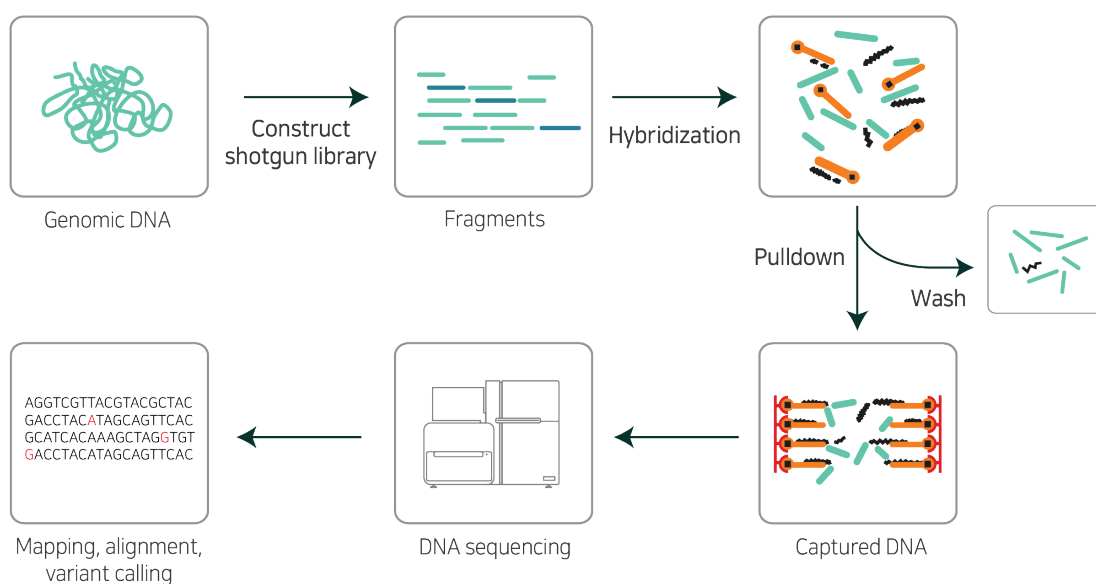 Construct
shotgun library
Hybridization
Genomic DNA
Fragments
Pulldown
Wash
AGGTCGTTACGTACGCTAC
GACCTACATAGCAGTTCAC
GCATCACAAAGCTAGGTGT
GACCTACATAGCAGTTCAC
Mapping, alignment,
variant calling
DNA sequencing
Captured DNA